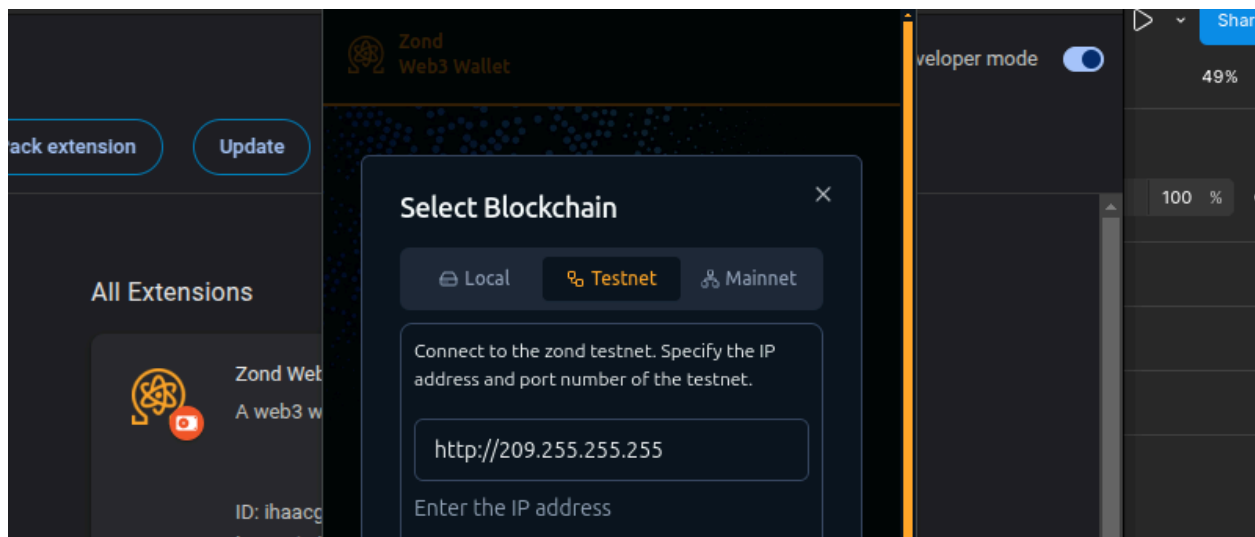 Zond
Web3 Wallet
veloper mode
Shar
49%
ack extension
Update
100 %
Select Blockchain
Local
Testnet
Mainnet
All Extensions
Connect to the zond testnet. Specify the IP
address and port number of the testnet.
Zond Web
A web3 w
http://209.255.255.255
Enter the IP address
ID: ihaacg